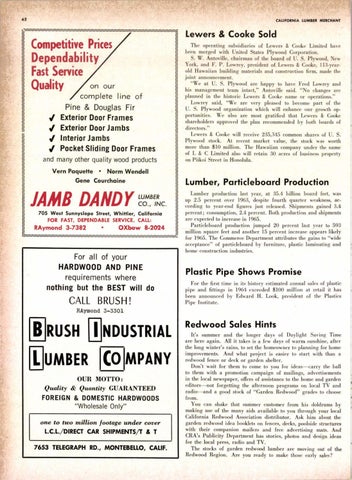 62
CALIFORNIA LUMBER MERCHANT
Competitive Prices
Dependability
Fast Service
Quality
on our
complete line of
Pine & Douglas Fir
✓ Exterior Door Frames
✓ Exterior Door Jambs
✓ Interior Jambs
✓ Pocket Sliding Door Frames
and many other quality wood products
Vern Paquette • Norm Wendell
Gene Courchaine
JAMB DANDY LUMBER CO., INC.
705 West Sunnyslope Street, Whittier, California
FOR FAST, DEPENDABLE SERVICE, CALL:
RAymond 3-7382 • OXbow 8-2024
For all of your
HARDWOOD AND PINE
requirements where
nothing but the BEST will do
CALL BRUSH!
RAymond 3-3301
BRUSH INDUSTRIAL
LUMBER COMPANY
OUR MOTTO:
Quality & Quantity GUARANTEED
FOREIGN & DOMESTIC HARDWOODS
"Wholesale Only"
one to two million footage under cover
L.C.L./DIRECT CAR SHIPMENTS/T & T
7653 TELEGRAPH RD., MONTEBELLO, CALIF.
Lewers & Cooke Sold
The operating subsidiaries of Lewers & Cooke Limited have
been merged with United States Plywood Corporation.
S. W. Antoville, chairman of the board of U. S. Plywood, New
York, and F. P. Lowrey, president of Lewers & Cooke, 113-year-
old Hawaiian building materials and construction firm, made the
joint announcement.
"We at U. S. Plywood are happy to have Fred Lowrey and
his management team intact," Antoville said. "No changes are
planned in the historic Lewers & Cooke name or operations."
Lowrey said, "We are very pleased to become part of the
U. S. Plywood organization which will enhance our growth op-
portunities. We also are most gratified that Lewers & Cooke
shareholders approved the plan recommended by both boards of
directors."
Lewers & Cooke will receive 235,345 common shares of U. S.
Plywood stock. At recent market value, the stock was worth
more than $10 million. The Hawaiian company under the name
of L & C Limited also will retain 30 acres of business property
on Piikoi Street in Honolulu.
Lumber, Particleboard Production
Lumber production last year, at 35.4 billion board feet, was
up 2.5 percent over 1963, despite fourth quarter weakness, ac-
cording to year-end figures just released. Shipments gained 3.4
percent; consumption, 2.4 percent. Both production and shipments
are expected to increase in 1965.
Particleboard production jumped 20 percent last year to 593
million square feet and another 15 percent increase appears likely
for 1965. The Commerce Department attributes the gains to "wide
acceptance" of particleboard by furniture, plastic laminating and
home construction industries.
Plastic Pipe Shows Promise
For the first time in its history estimated annual sales of plastic
pipe and fittings in 1964 exceeded $100 million at retail it has
been announced by Edward H. Look, president of the Plastics
Pipe Institute.
Redwood Sales Hints
It's a summer and the longer days of Daylight Saving Time
are here again. All it takes is a few days of warm sunshine, after
the long winter's rains, to set the homeowner to planning for home
improvements. And what project is easier to start with than a
redwood fence or deck or garden shelter.
Don't wait for them to come to you for ideas—carry the ball
to them with a promotion campaign of mailings, advertisements
in the local newspaper, offers of assistance to the home and garden
editors—not forgetting the afternoon programs on local TV and
radio—and a good stock of "Garden Redwood" grades to choose
from.
You can shake that summer customer from his doldrums by
making use of the many aids available to you through your local
California Redwood Association distributor. Ask him about the
garden redwood idea booklets on fences, decks, poolside structures
with their companion mailers and free advertising mats. And
CRA's Publicity Department has stories, photos and design ideas
for the local press, radio and TV.
The stocks of garden redwood lumber are moving out of the
Redwood Region. Are you ready to make those early sales?